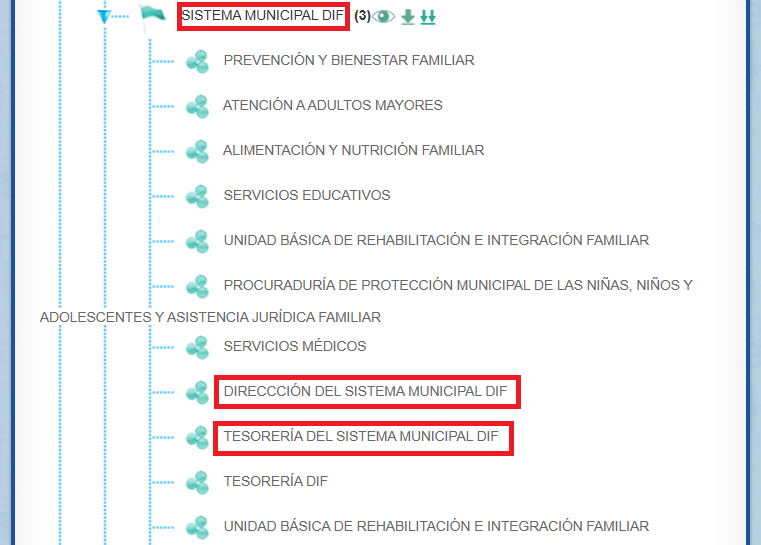 SISTEMA MUNICIPAL DIF (3)
PREVENCIÓN Y BIENESTAR FAMILIAR
ATENCIÓN A ADULTOS MAYORES
ALIMENTACIÓN Y NUTRICIÓN FAMILIAR
SERVICIOS EDUCATIVOS
UNIDAD BÁSICA DE REHABILITACIÓN E INTEGRACIÓN FAMILIAR
PROCURADURÍA DE PROTECCIÓN MUNICIPAL DE LAS NIÑAS, NIÑOS Y
ADOLESCENTES Y ASISTENCIA JURÍDICA FAMILIAR
SERVICIOS MÉDICOS
DIRECCCIÓN DEL SISTEMA MUNICIPAL DIF
TESORERÍA DEL SISTEMA MUNICIPAL DIF
TESORERÍA DIF
UNIDAD BÁSICA DE REHABILITACIÓN E INTEGRACIÓN FAMILIAR